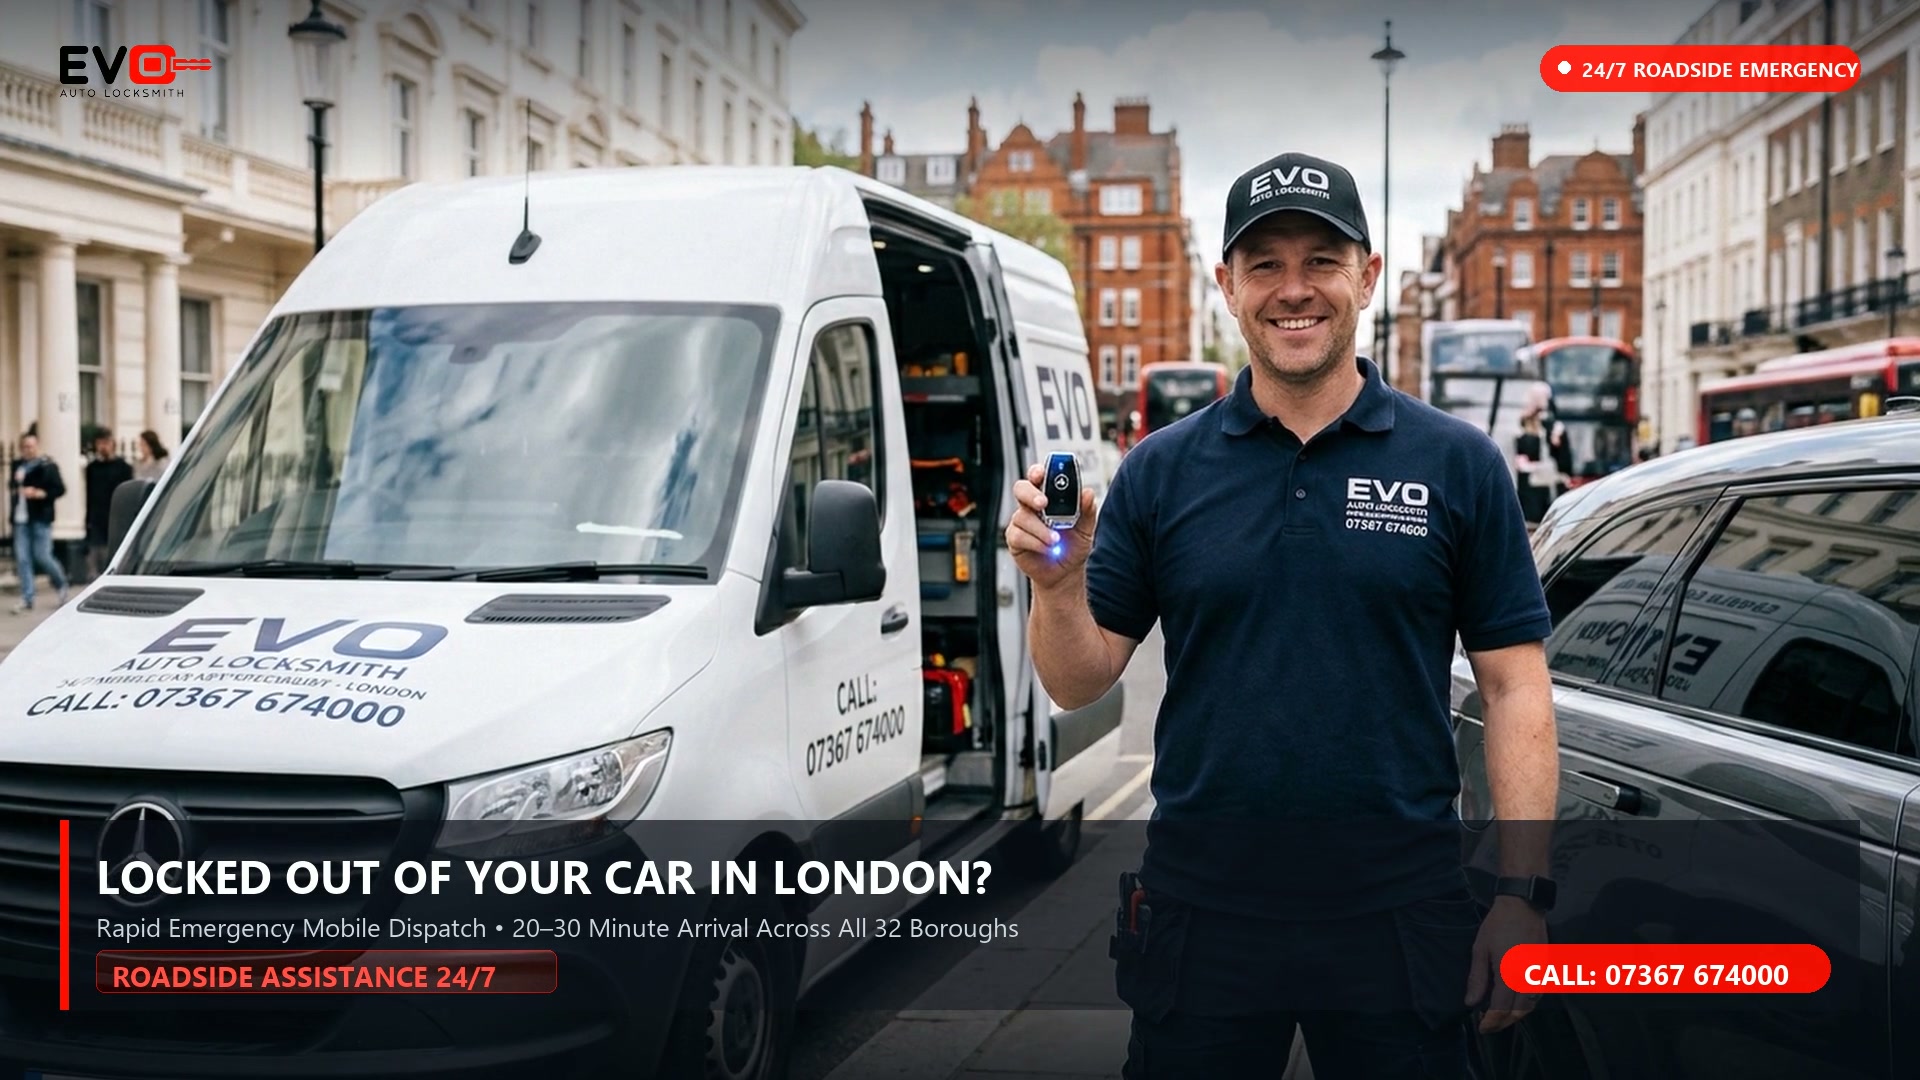 EVO
AUTO LOCKSMITH
24/7 ROADSIDE EMERGENCY
EVO
AUTO LOCKSMITH
EVO
EVO
07587 674600
EVO
AUTO LOCKSMITH
LONDON
CALL: 07367 674000
CALL:
07367 674000
LOCKED OUT OF YOUR CAR IN LONDON?
Rapid Emergency Mobile Dispatch • 20–30 Minute Arrival Across All 32 Boroughs
ROADSIDE ASSISTANCE 24/7
CALL: 07367 674000